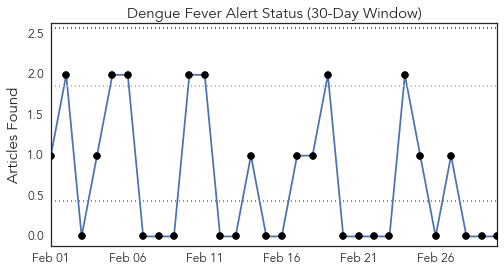 Dengue Fever Alert Status (30-Day Window)
Articles Found
2.5
2.0
1.5
1.0
0.5
0.0
Feb 01 Feb 06 Feb 11 Feb 16 Feb 21 Feb 26